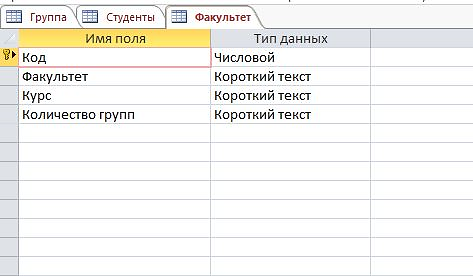 Группа Студенты Факультет
Имя поля Тип данных
Код Числовой
Факультет Короткий текст
Курс Короткий текст
Количество групп Короткий текст